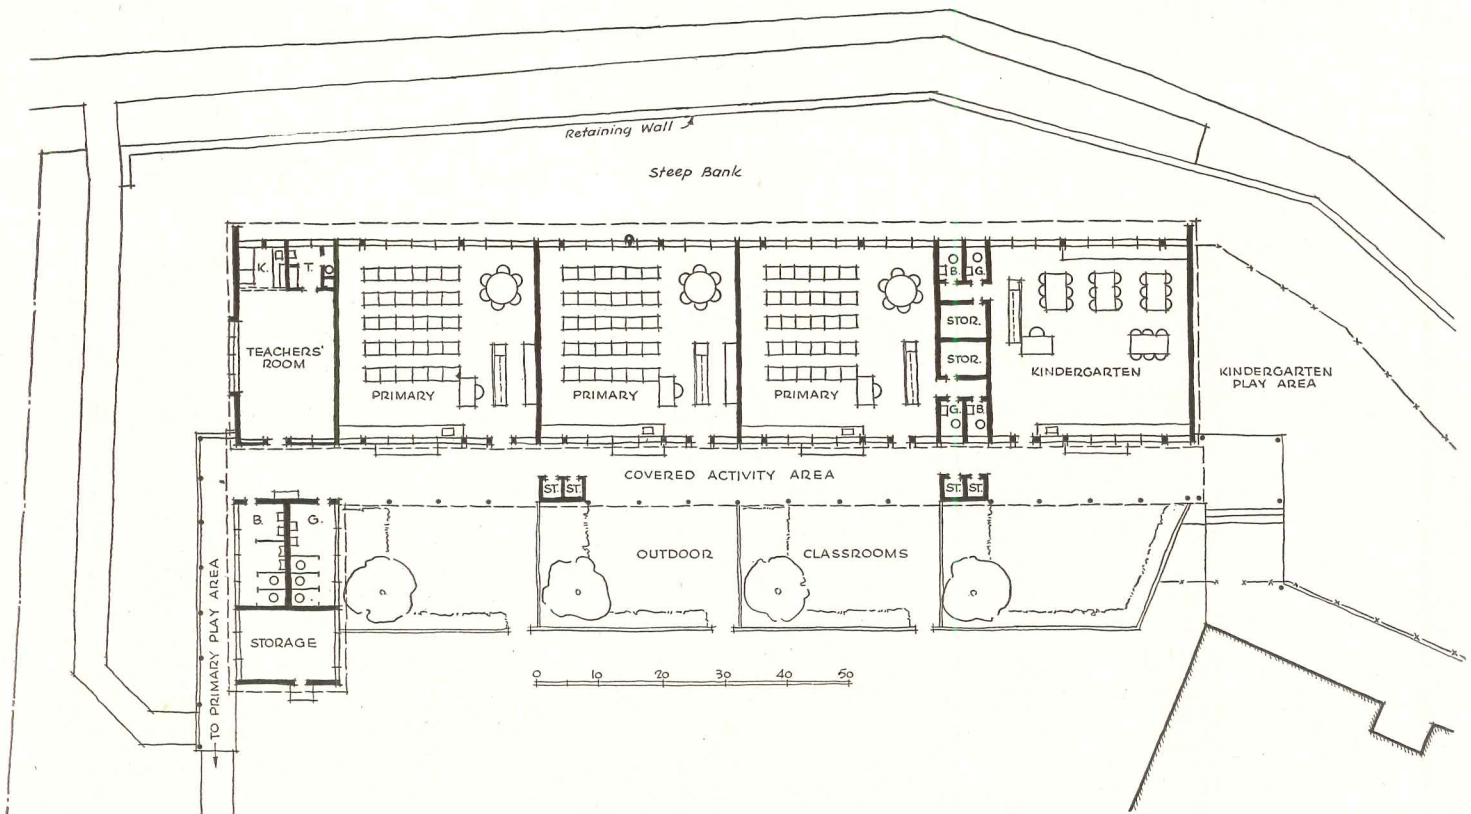 Retaining Wall
Steep Bank
K. T. B. G.
STOR.
TEACHERS'
ROOM
STOR.
PRIMARY PRIMARY PRIMARY KINDERGARTEN
KINDERGARTEN
PLAY AREA
G. B.
COVERED ACTIVITY AREA
ST. ST. ST. ST.
B. G.
OUTDOOR CLASSROOMS
TO PRIMARY PLAY AREA
STORAGE
0 10 20 30 40 50